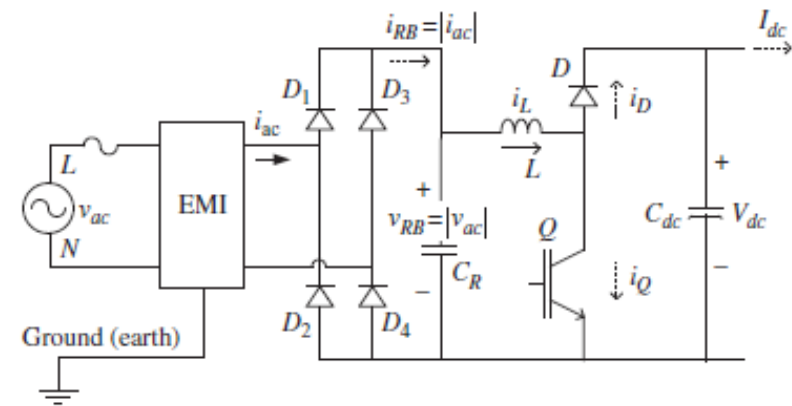 i_RB=|i_ac|
I_dc
D
D_1
D_3
i_L
i_D
i_ac
L
L
+
+
v_ac
EMI
v_RB=|v_ac|
Q
C_dc
V_dc
N
C_R
i_Q
−
−
D_2
D_4
Ground (earth)